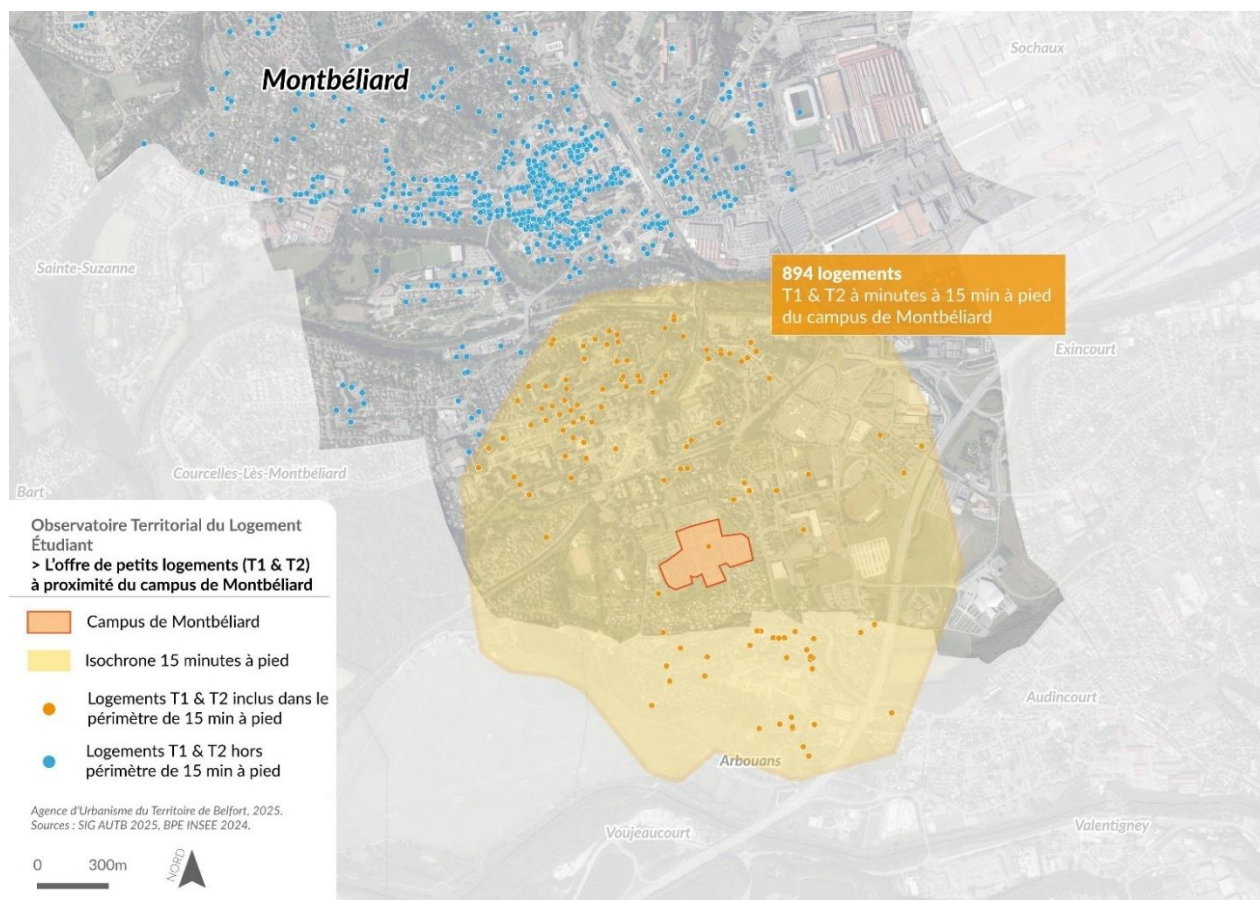 Montbéliard
Sochaux
Sainte-Suzanne
894 logements
T1 & T2 à minutes à 15 min à pied
du campus de Montbéliard
Exincourt
Courcelles-Lès-Montbéliard
Bart
Observatoire Territorial du Logement
Étudiant
> L'offre de petits logements (T1 & T2)
à proximité du campus de Montbéliard
Campus de Montbéliard
Isochrone 15 minutes à pied
Logements T1 & T2 inclus dans le
périmètre de 15 min à pied
Logements T1 & T2 hors
périmètre de 15 min à pied
Agence d'Urbanisme du Territoire de Belfort, 2025.
Sources : SIG AUTB 2025, BPE INSEE 2024.
0 300m
NORD
Audincourt
Arbouans
Voujeaucourt
Valentigney